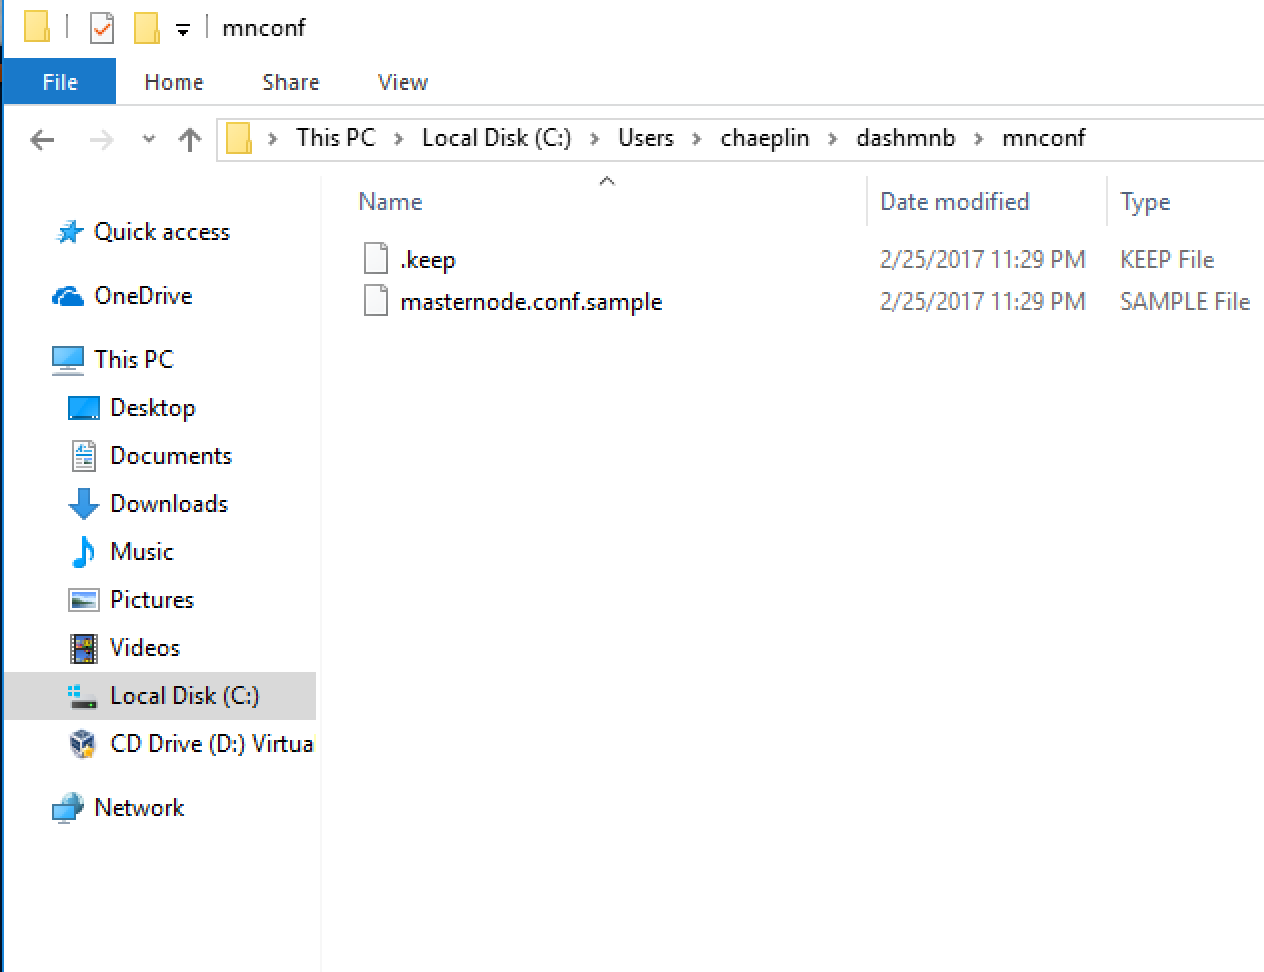 mnconf
File Home Share View
This PC Local Disk (C:) Users chaeplin dashmnb mnconf
Name Date modified Type
Quick access
.keep 2/25/2017 11:29 PM KEEP File
OneDrive
masternode.conf.sample 2/25/2017 11:29 PM SAMPLE File
This PC
Desktop
Documents
Downloads
Music
Pictures
Videos
Local Disk (C:)
CD Drive (D:) Virtua
Network